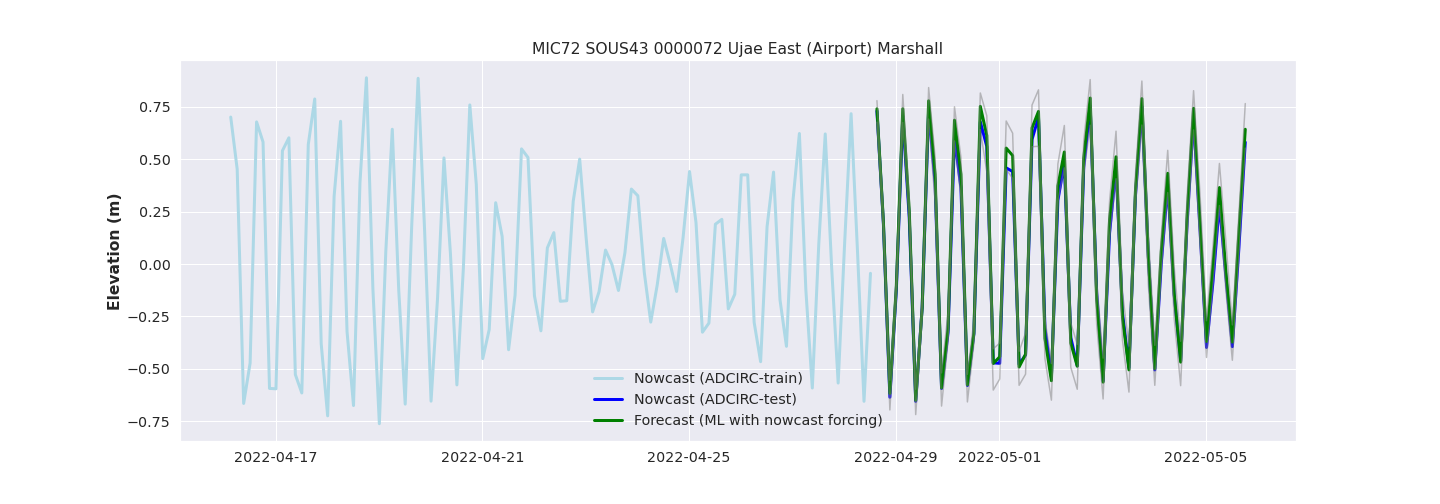 MIC72 SOUS43 0000072 Ujae East (Airport) Marshall
Elevation (m)
0.75
0.50
0.25
0.00
−0.25
−0.50
−0.75
Nowcast (ADCIRC-train)
Nowcast (ADCIRC-test)
Forecast (ML with nowcast forcing)
2022-04-17 2022-04-21 2022-04-25 2022-04-29 2022-05-01 2022-05-05